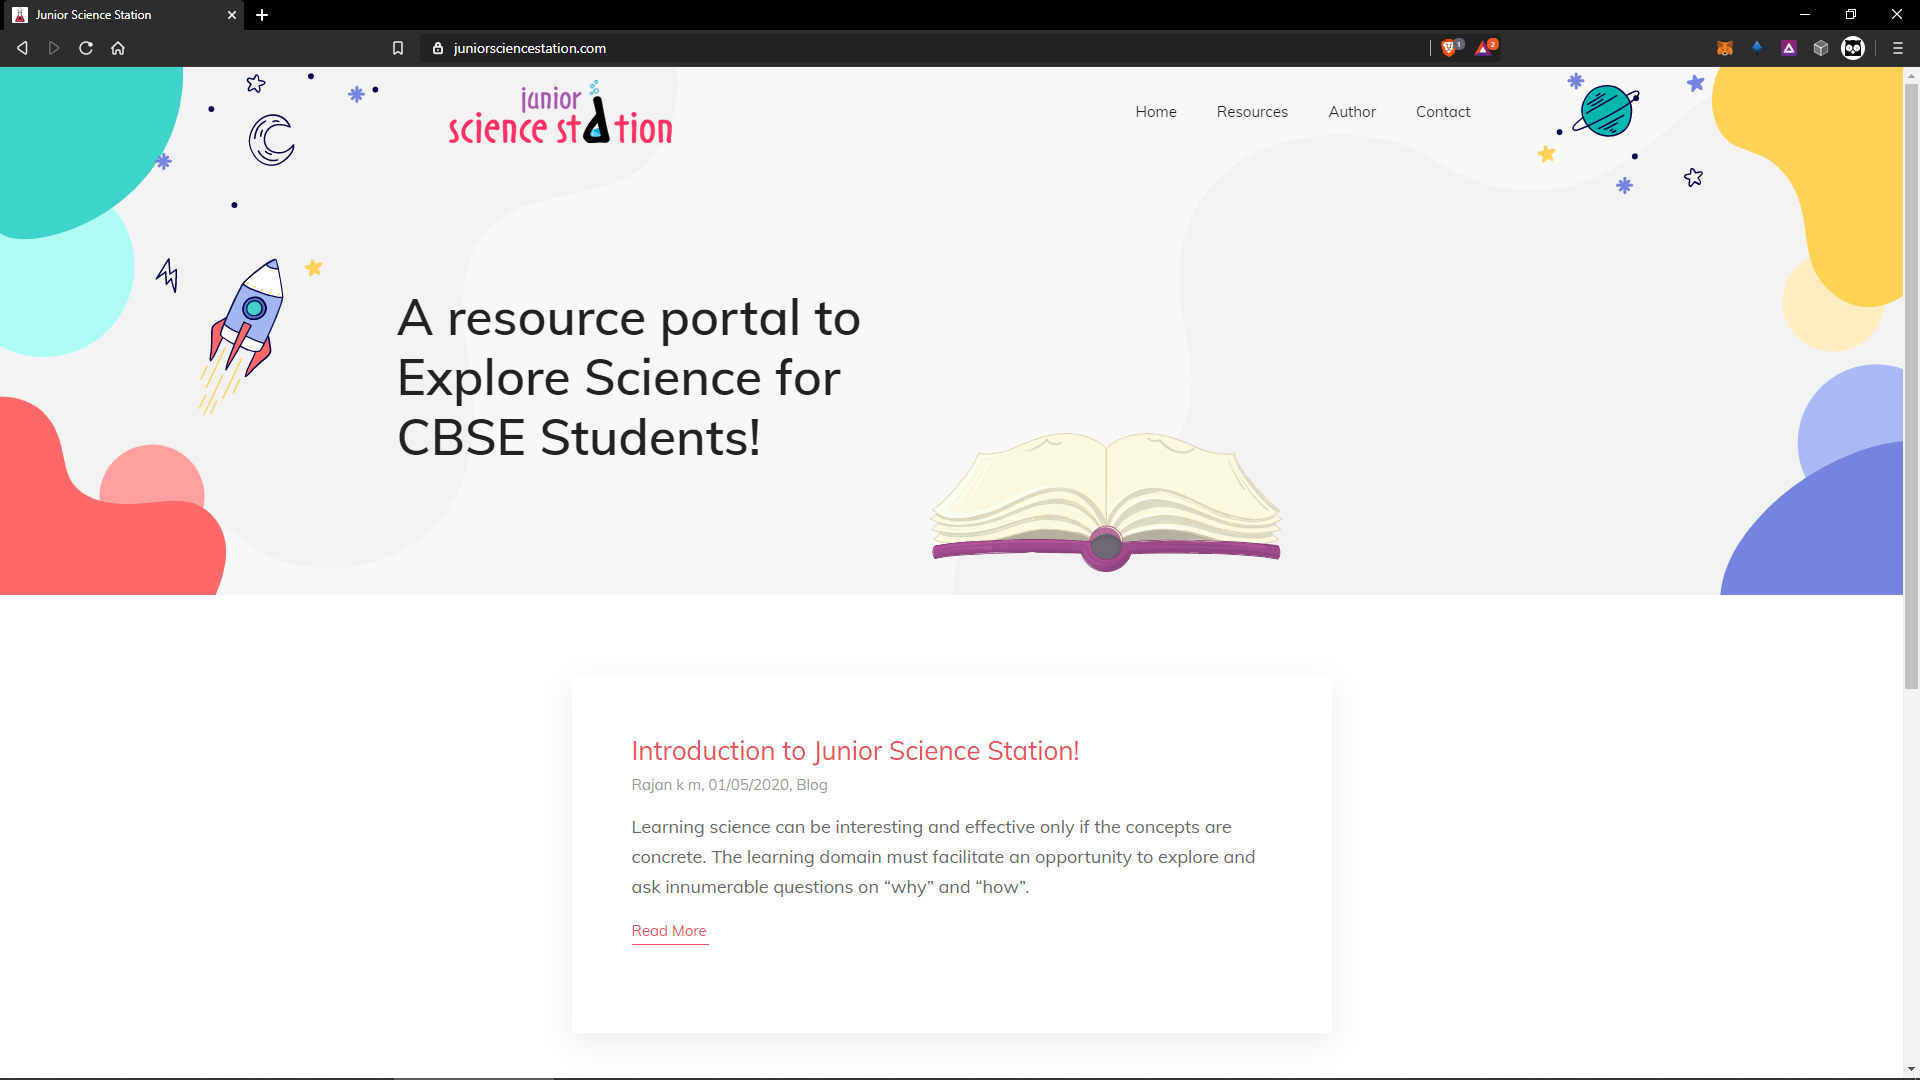 Junior Science Station
juniorsciencestation.com
1
2
junior
science station
Home
Resources
Author
Contact
A resource portal to
Explore Science for
CBSE Students!
Introduction to Junior Science Station!
Rajan k m, 01/05/2020, Blog
Learning science can be interesting and effective only if the concepts are
concrete. The learning domain must facilitate an opportunity to explore and
ask innumerable questions on “why” and “how”.
Read More